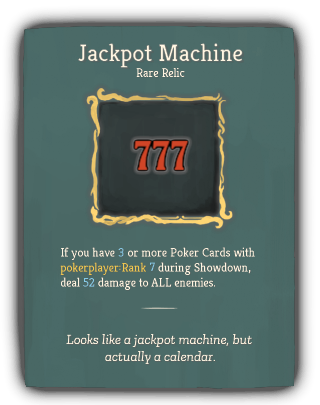 Jackpot Machine
Rare Relic
777
If you have 3 or more Poker Cards with
pokerplayer:Rank 7 during Showdown,
deal 52 damage to ALL enemies.
Looks like a jackpot machine, but
actually a calendar.